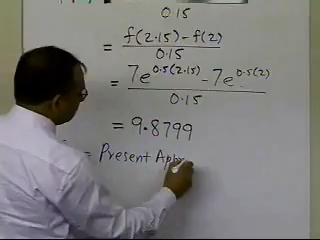 0.15
= f(2.15) - f(2) / 0.15
= 7e^0.5(2.15) - 7e^0.5(2) / 0.15
= 9.8799
= Present App